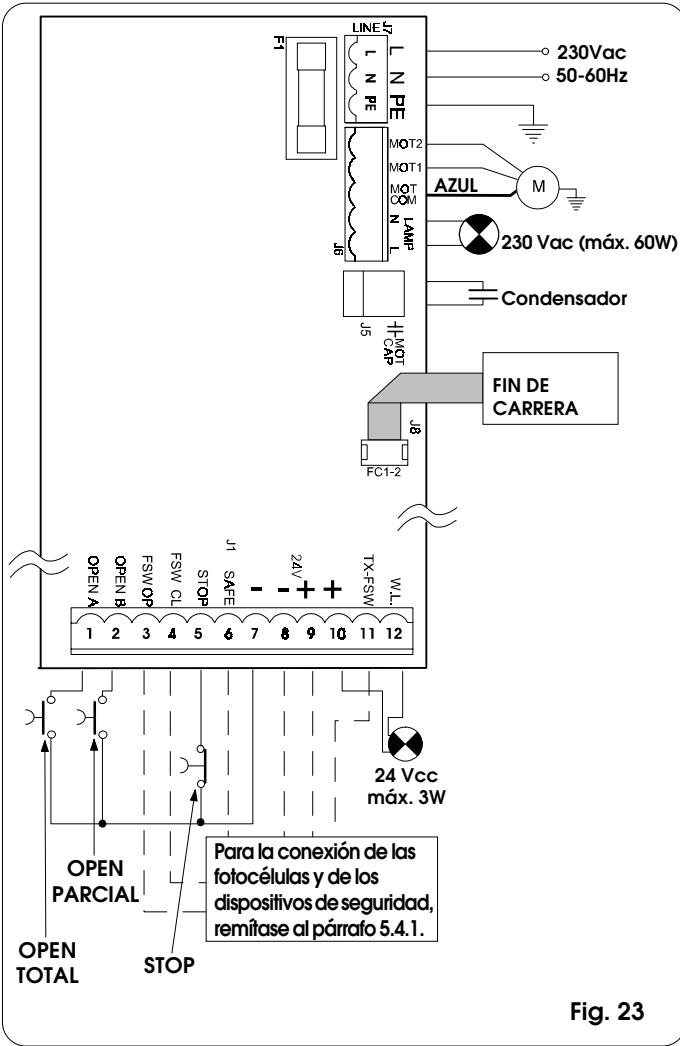 LINE J7
F1
L
N
PE
L
N
PE
230Vac
50-60Hz
MOT2
MOT1
MOT
COM
AZUL
M
N
L
LAMP
J6
230 Vac (máx. 60W)
J5
MOT
CAP
Condensador
FIN DE
CARRERA
J8
FC1-2
OPEN A
OPEN B
FSW OP
FSW CL
STOP
J1
SAFE
-
-
24V
+
+
TX-FSW
W.L.
1 2 3 4 5 6 7 8 9 10 11 12
24 Vcc
máx. 3W
OPEN
PARCIAL
OPEN
TOTAL
STOP
Para la conexión de las
fotocélulas y de los
dispositivos de seguridad,
remítase al párrafo 5.4.1.
Fig. 23